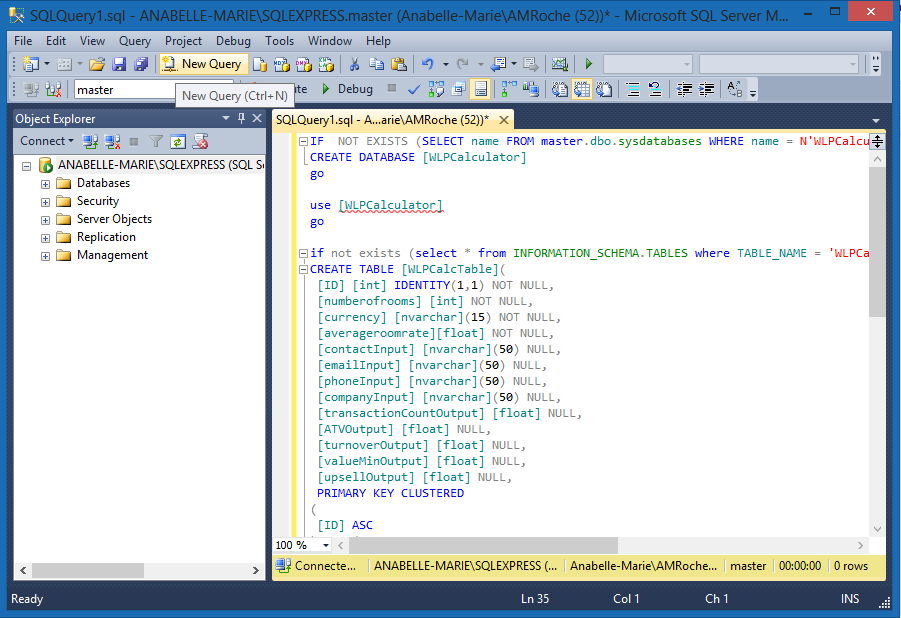 SQLQuery1.sql - ANABELLE-MARIE\SQLEXPRESS.master (Anabelle-Marie\AMRoche (52))* - Microsoft SQL Server M...
File Edit View Query Project Debug Tools Window Help
New Query
master
te
Debug
New Query (Ctrl+N)
Object Explorer
SQLQuery1.sql - A...arie\AMRoche (52))*
Connect
ANABELLE-MARIE\SQLEXPRESS (SQL Se
Databases
Security
Server Objects
Replication
Management
IF  NOT EXISTS (SELECT name FROM master.dbo.sysdatabases WHERE name = N'WLPCalcu
CREATE DATABASE [WLPCalculator]
go
use [WLPCalculator]
go
if not exists (select * from INFORMATION_SCHEMA.TABLES where TABLE_NAME = 'WLPCa
CREATE TABLE [WLPCalcTable](
[ID] [int] IDENTITY(1,1) NOT NULL,
[numberofrooms] [int] NOT NULL,
[currency] [nvarchar](15) NOT NULL,
[averageroomrate][float] NOT NULL,
[contactInput] [nvarchar](50) NULL,
[emailInput] [nvarchar](50) NULL,
[phoneInput] [nvarchar](50) NULL,
[companyInput] [nvarchar](50) NULL,
[transactionCountOutput] [float] NULL,
[ATVOutput] [float] NULL,
[turnoverOutput] [float] NULL,
[valueMinOutput] [float] NULL,
[upsellOutput] [float] NULL,
PRIMARY KEY CLUSTERED
(
[ID] ASC
100 %
Connecte... ANABELLE-MARIE\SQLEXPRESS (... Anabelle-Marie\AMRoche... master 00:00:00 0 rows
Ready Ln 35 Col 1 Ch 1 INS